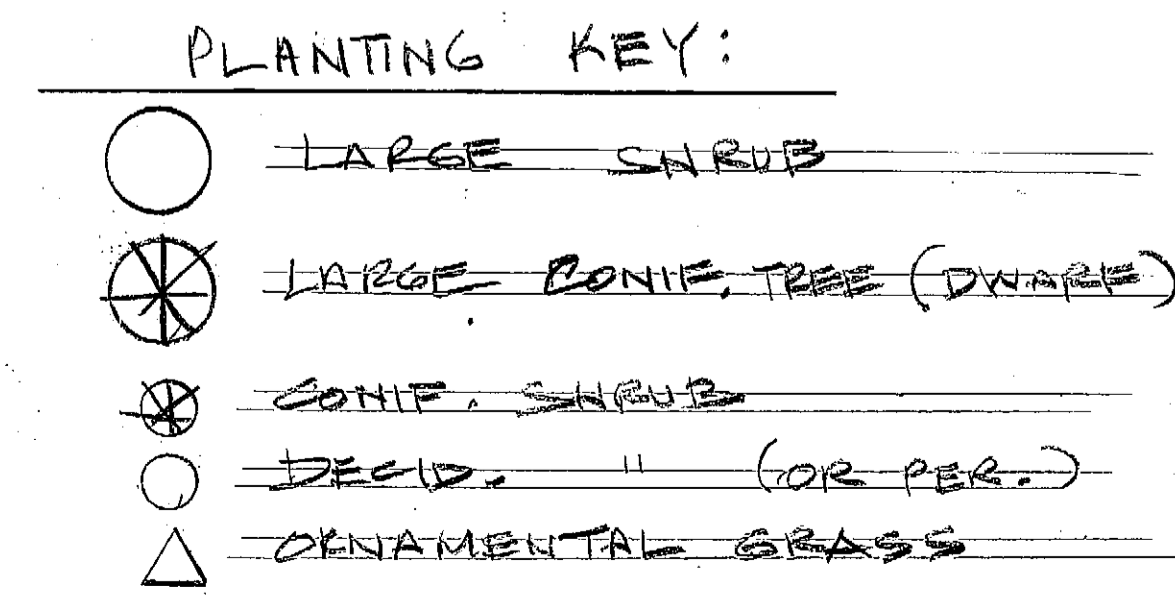 PLANTING KEY:
LARGE SHRUB
LARGE CONIF. TREE (DWARF)
CONIF. SHRUB
DECID. " (OR PER.)
ORNAMENTAL GRASS